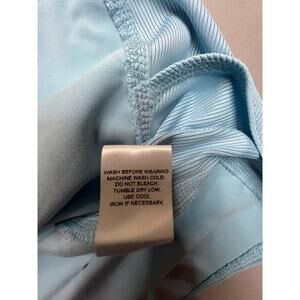 WASH BEFORE WEARING
MACHINE WASH COLD.
DO NOT BLEACH.
TUMBLE DRY LOW.
USE COOL
IRON IF NECESSARY.